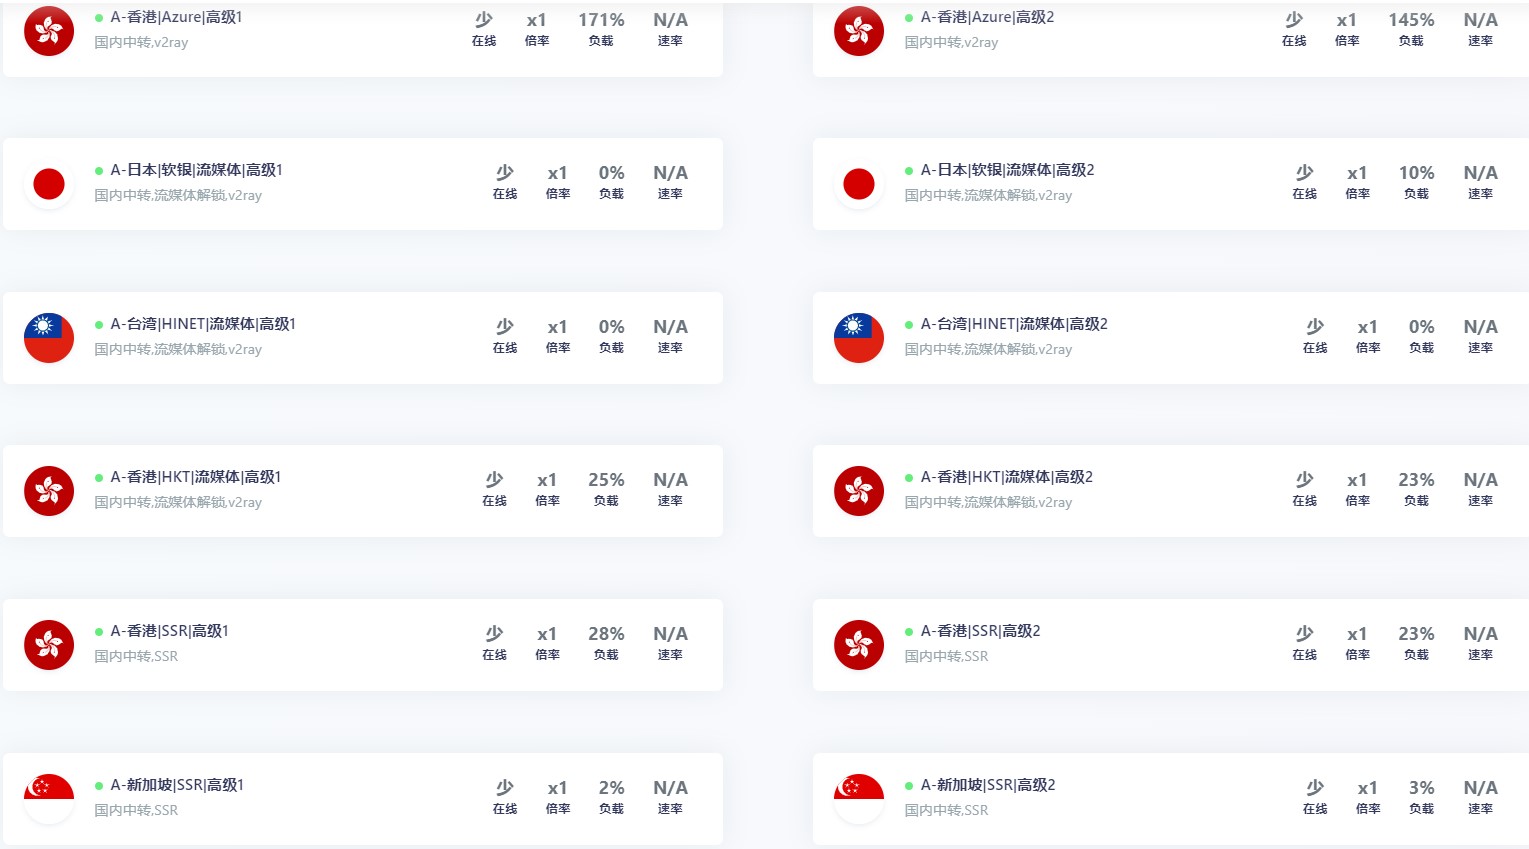 A-香港|Azure|高级1
国内中转,v2ray
少 x1 171% N/A
在线 倍率 负载 速率
A-香港|Azure|高级2
国内中转,v2ray
少 x1 145% N/A
在线 倍率 负载 速率
A-日本|软银|流媒体|高级1
国内中转,流媒体解锁,v2ray
少 x1 0% N/A
在线 倍率 负载 速率
A-日本|软银|流媒体|高级2
国内中转,流媒体解锁,v2ray
少 x1 10% N/A
在线 倍率 负载 速率
A-台湾|HINET|流媒体|高级1
国内中转,流媒体解锁,v2ray
少 x1 0% N/A
在线 倍率 负载 速率
A-台湾|HINET|流媒体|高级2
国内中转,流媒体解锁,v2ray
少 x1 0% N/A
在线 倍率 负载 速率
A-香港|HKT|流媒体|高级1
国内中转,流媒体解锁,v2ray
少 x1 25% N/A
在线 倍率 负载 速率
A-香港|HKT|流媒体|高级2
国内中转,流媒体解锁,v2ray
少 x1 23% N/A
在线 倍率 负载 速率
A-香港|SSR|高级1
国内中转,SSR
少 x1 28% N/A
在线 倍率 负载 速率
A-香港|SSR|高级2
国内中转,SSR
少 x1 23% N/A
在线 倍率 负载 速率
A-新加坡|SSR|高级1
国内中转,SSR
少 x1 2% N/A
在线 倍率 负载 速率
A-新加坡|SSR|高级2
国内中转,SSR
少 x1 3% N/A
在线 倍率 负载 速率